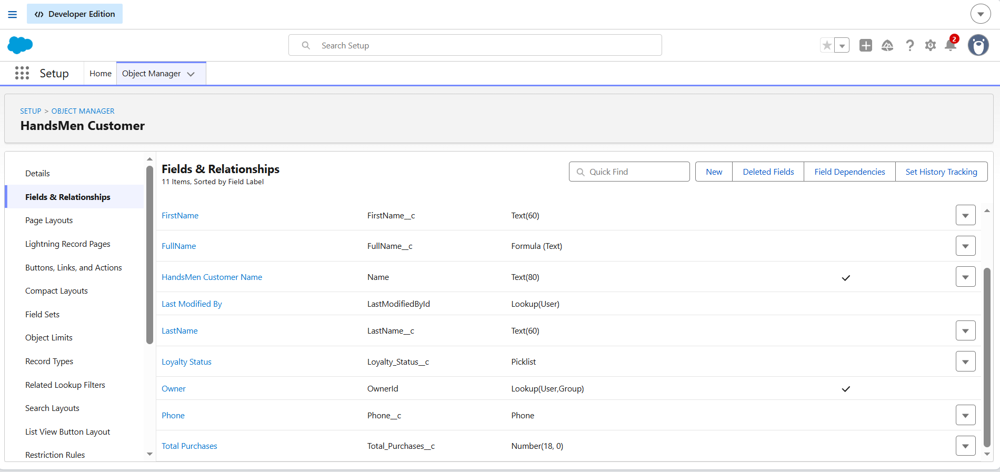 Developer Edition
Search Setup
2
Setup
Home
Object Manager
SETUP > OBJECT MANAGER
HandsMen Customer
Details
Fields & Relationships
Page Layouts
Lightning Record Pages
Buttons, Links, and Actions
Compact Layouts
Field Sets
Object Limits
Record Types
Related Lookup Filters
Search Layouts
List View Button Layout
Restriction Rules
Fields & Relationships
11 Items, Sorted by Field Label
Quick Find
New
Deleted Fields
Field Dependencies
Set History Tracking
FirstName FirstName__c Text(60)
FullName FullName__c Formula (Text)
HandsMen Customer Name Name Text(80)
Last Modified By LastModifiedById Lookup(User)
LastName LastName__c Text(60)
Loyalty Status Loyalty_Status__c Picklist
Owner OwnerId Lookup(User,Group)
Phone Phone__c Phone
Total Purchases Total_Purchases__c Number(18, 0)